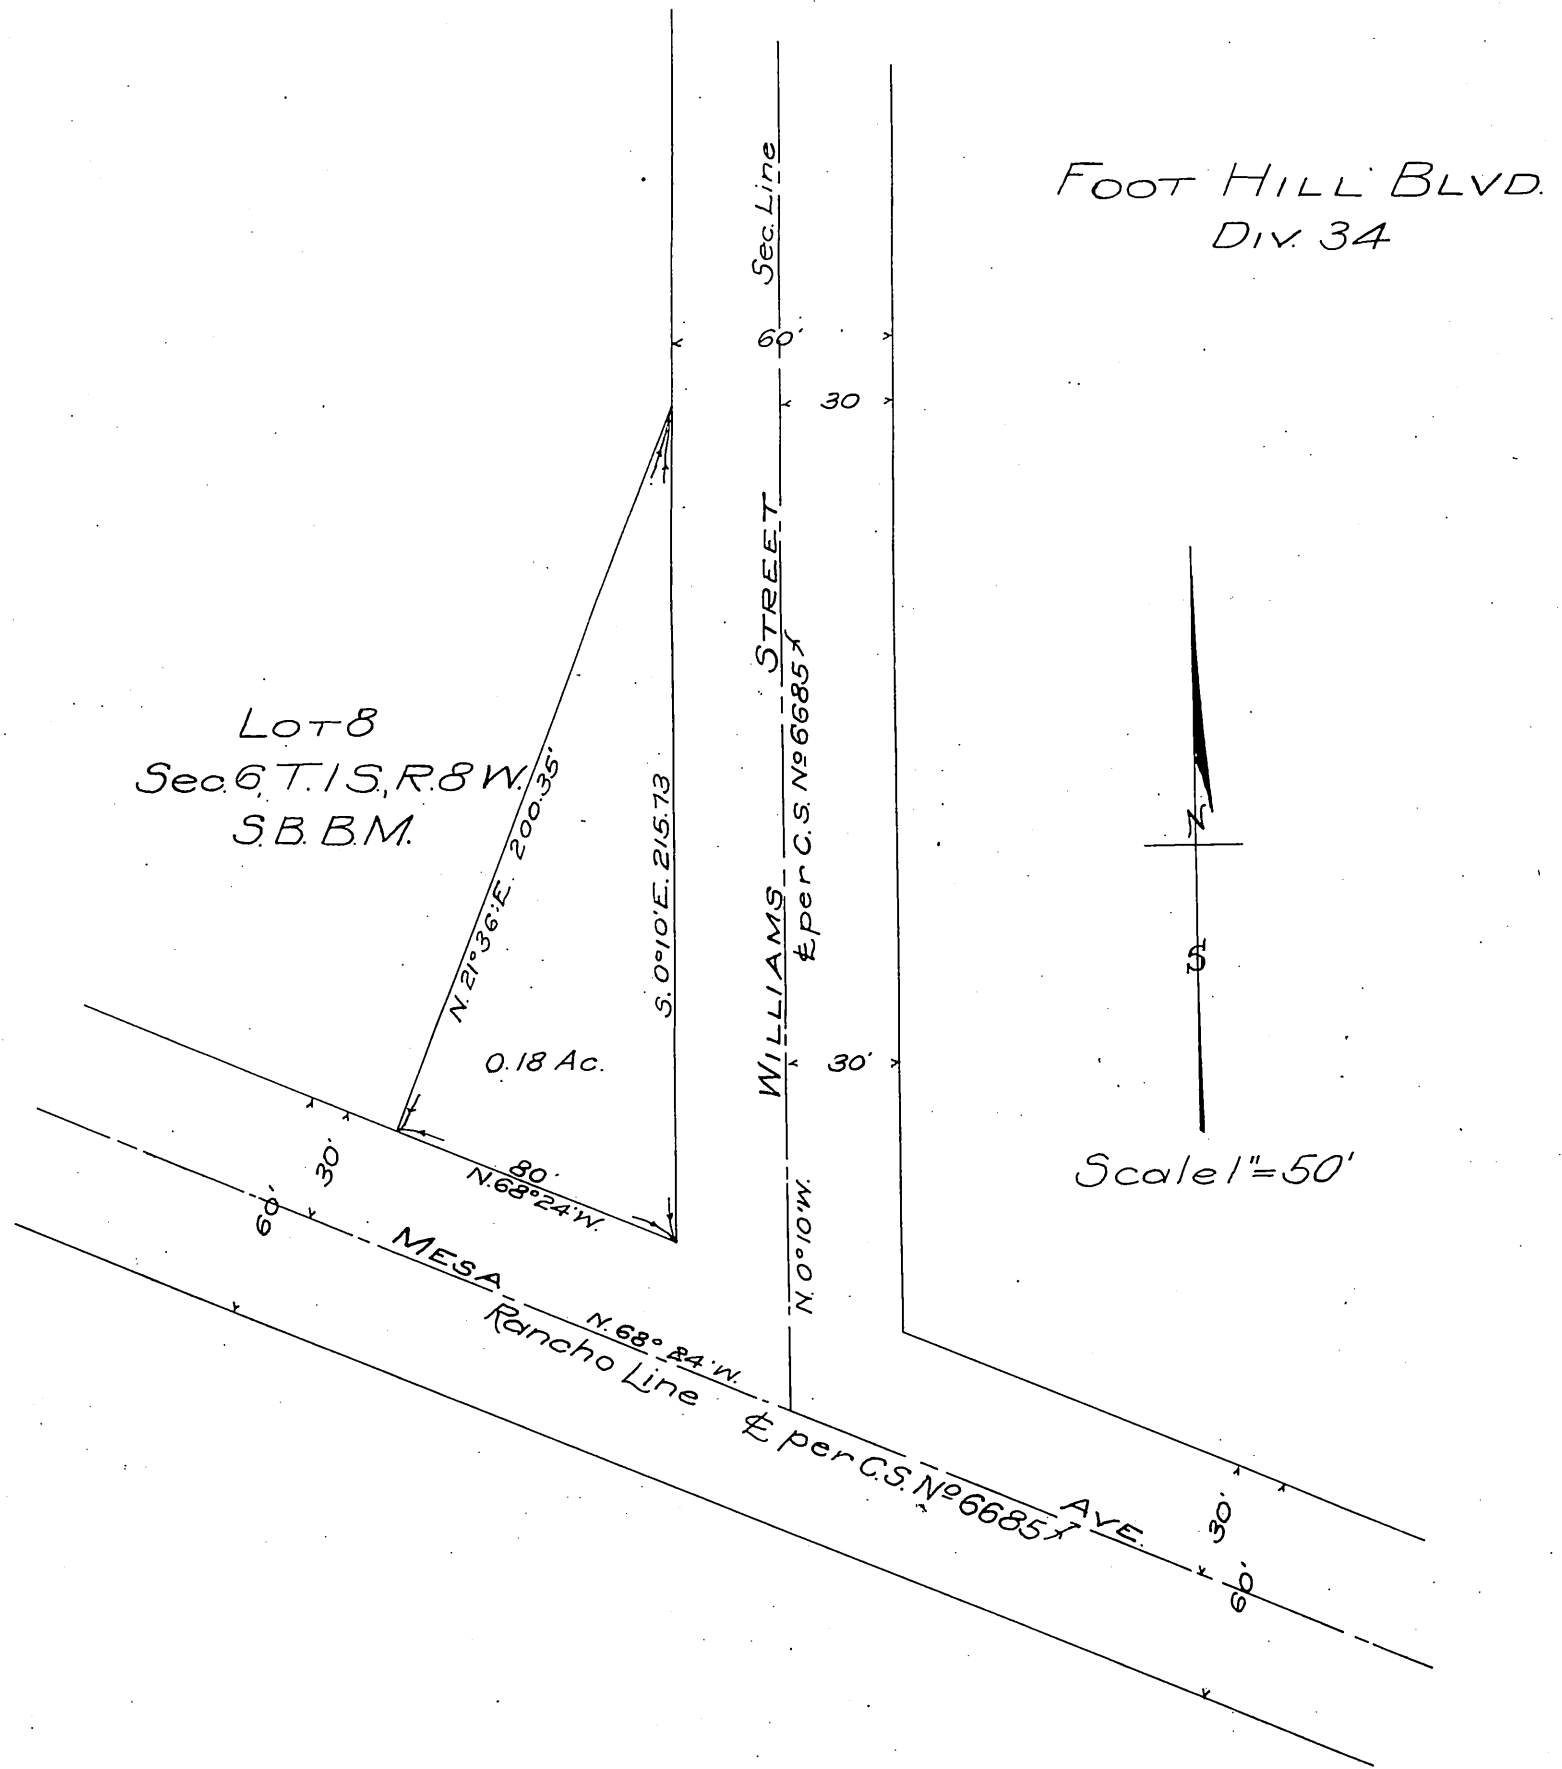 FOOT HILL BLVD.
DIV. 34
Sec. Line
60'
30
WILLIAMS STREET
₵ per C.S. Nº 6685
LOT 8
Sec. 6, T. 1 S., R. 8 W.
S. B. B. M.
N. 21° 36' E. 200.35'
S. 0° 10' E. 215.73
0.18 Ac.
30'
N
S
Scale 1" = 50'
80'
N. 68° 24' W.
30'
60'
N. 0° 10' W.
MESA AVE.
N. 68° 24' W.
Rancho Line ₵ per C.S. Nº 6685
30'
60'